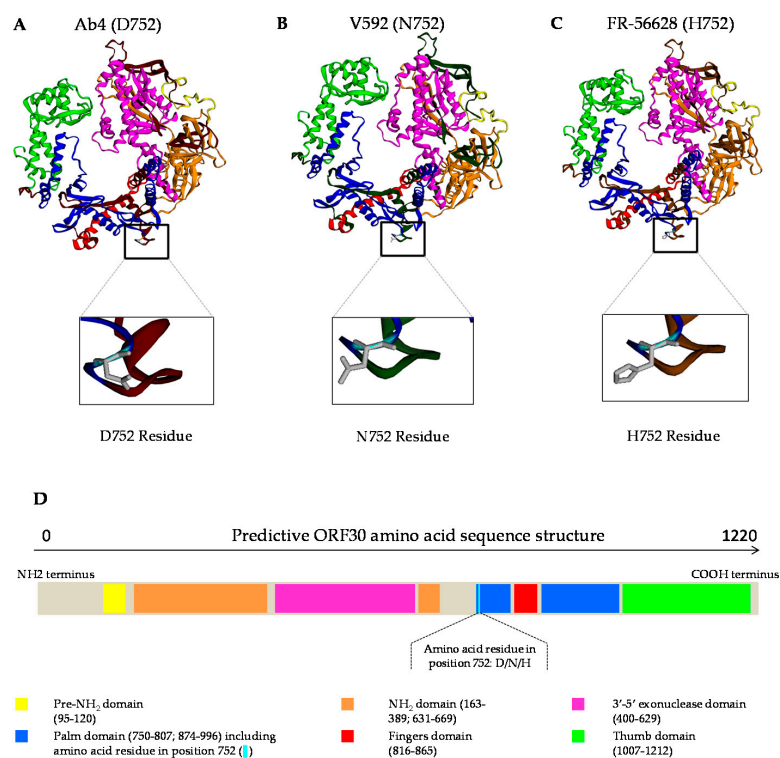 A
Ab4 (D752)
B
V592 (N752)
C
FR-56628 (H752)
D752 Residue
N752 Residue
H752 Residue
D
0
Predictive ORF30 amino acid sequence structure
1220
NH2 terminus
COOH terminus
Amino acid residue in
position 752: D/N/H
Pre-NH₂ domain
(95-120)
NH₂ domain (163-
389; 631-669)
3′-5′ exonuclease domain
(400-629)
Palm domain (750-807; 874-996) including
amino acid residue in position 752 ( )
Fingers domain
(816-865)
Thumb domain
(1007-1212)